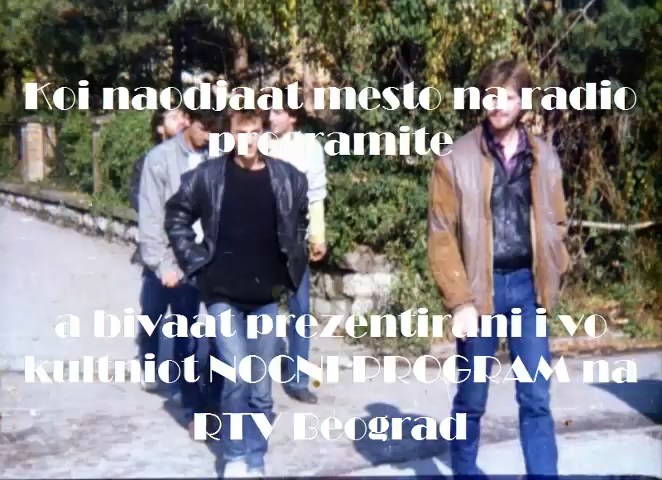 Koi naodjaat mesto na radio
programite
a bivaat prezentirani i vo
kultniot NOCNI PROGRAM na
RTV Beograd